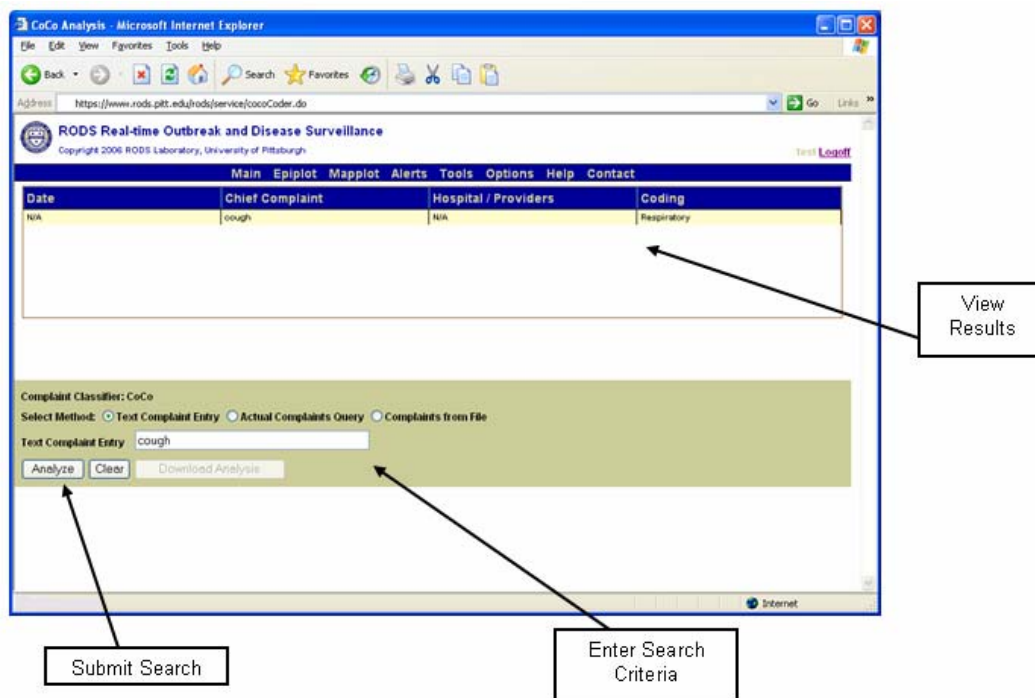 CoCo Analysis - Microsoft Internet Explorer
File Edit View Favorites Tools Help
Back Search Favorites
Address https://www.rods.pitt.edu/rods/service/cocoCoder.do Go Links »
RODS Real-time Outbreak and Disease Surveillance
Copyright 2006 RODS Laboratory, University of Pittsburgh
Test Logoff
Main Epiplot Mapplot Alerts Tools Options Help Contact
Date Chief Complaint Hospital / Providers Coding
N/A cough N/A Respiratory
View
Results
Complaint Classifier: CoCo
Select Method: Text Complaint Entry Actual Complaints Query Complaints from File
Text Complaint Entry cough
Analyze Clear Download Analysis
Internet
Submit Search
Enter Search
Criteria